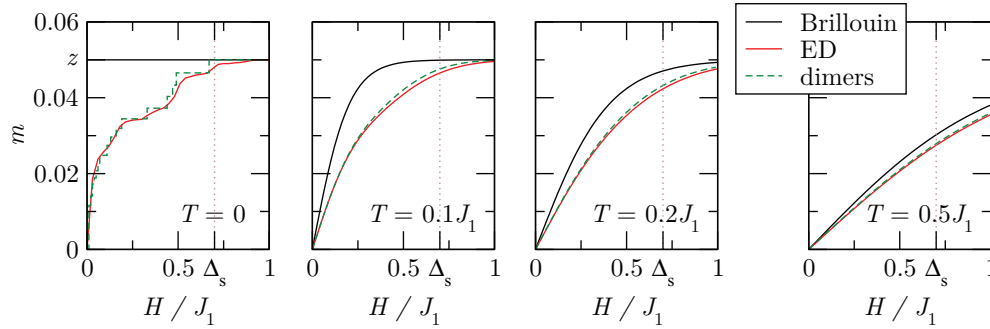 0.06
z
0.04
0.02
0
m
Brillouin
ED
dimers
T = 0
T = 0.1J₁
T = 0.2J₁
T = 0.5J₁
0 0.5 Δₛ 1
0 0.5 Δₛ 1
0 0.5 Δₛ 1
0 0.5 Δₛ 1
H / J₁
H / J₁
H / J₁
H / J₁